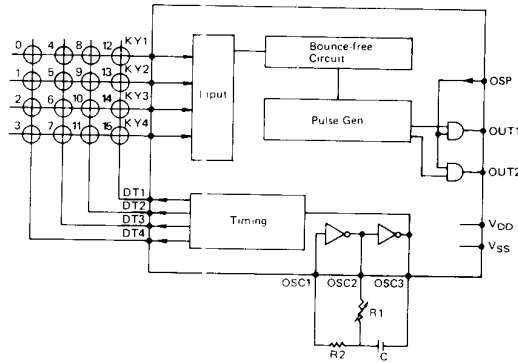 0 4 8 12 KY1
1 5 9 13 KY2
2 6 10 14 KY3
3 7 11 15 KY4
Input
Bounce-free
Circuit
Pulse Gen.
OSP
OUT1
OUT2
DT1
DT2
DT3
DT4
Timing
VDD
VSS
OSC1 OSC2 OSC3
R1
R2 C